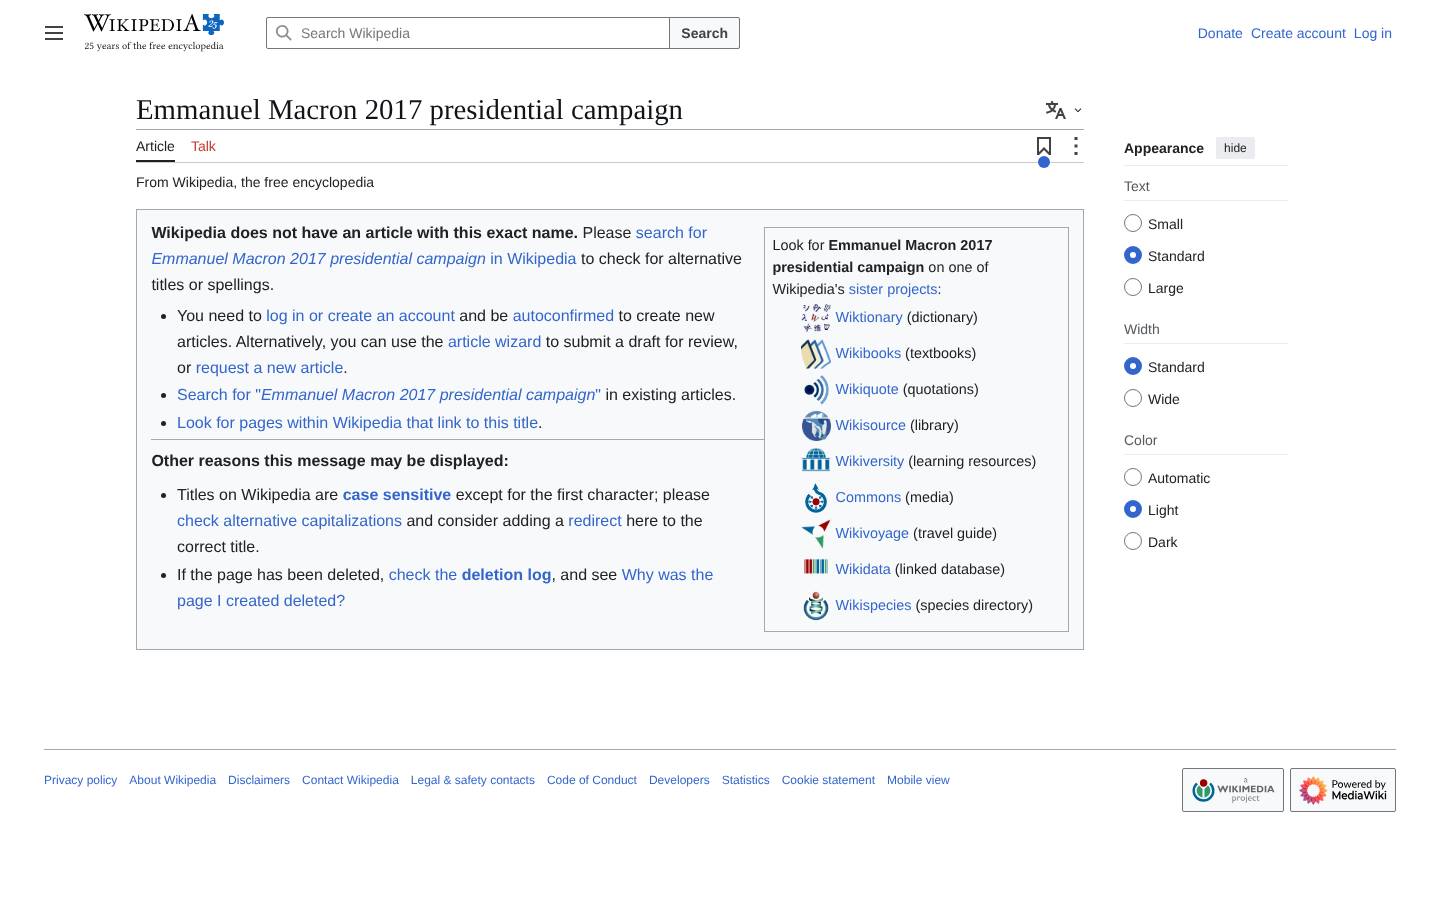 WIKIPEDIA 25
25 years of the free encyclopedia
Search Wikipedia
Search
Donate Create account Log in
Emmanuel Macron 2017 presidential campaign
Article Talk
From Wikipedia, the free encyclopedia
Wikipedia does not have an article with this exact name. Please search for
Emmanuel Macron 2017 presidential campaign in Wikipedia to check for alternative
titles or spellings.
You need to log in or create an account and be autoconfirmed to create new
articles. Alternatively, you can use the article wizard to submit a draft for review,
or request a new article.
Search for "Emmanuel Macron 2017 presidential campaign" in existing articles.
Look for pages within Wikipedia that link to this title.
Other reasons this message may be displayed:
Titles on Wikipedia are case sensitive except for the first character; please
check alternative capitalizations and consider adding a redirect here to the
correct title.
If the page has been deleted, check the deletion log, and see Why was the
page I created deleted?
Look for Emmanuel Macron 2017
presidential campaign on one of
Wikipedia's sister projects:
Wiktionary (dictionary)
Wikibooks (textbooks)
Wikiquote (quotations)
Wikisource (library)
Wikiversity (learning resources)
Commons (media)
Wikivoyage (travel guide)
Wikidata (linked database)
Wikispecies (species directory)
Appearance hide
Text
Small
Standard
Large
Width
Standard
Wide
Color
Automatic
Light
Dark
Privacy policy About Wikipedia Disclaimers Contact Wikipedia Legal & safety contacts Code of Conduct Developers Statistics Cookie statement Mobile view
a
WIKIMEDIA
project
Powered by
MediaWiki